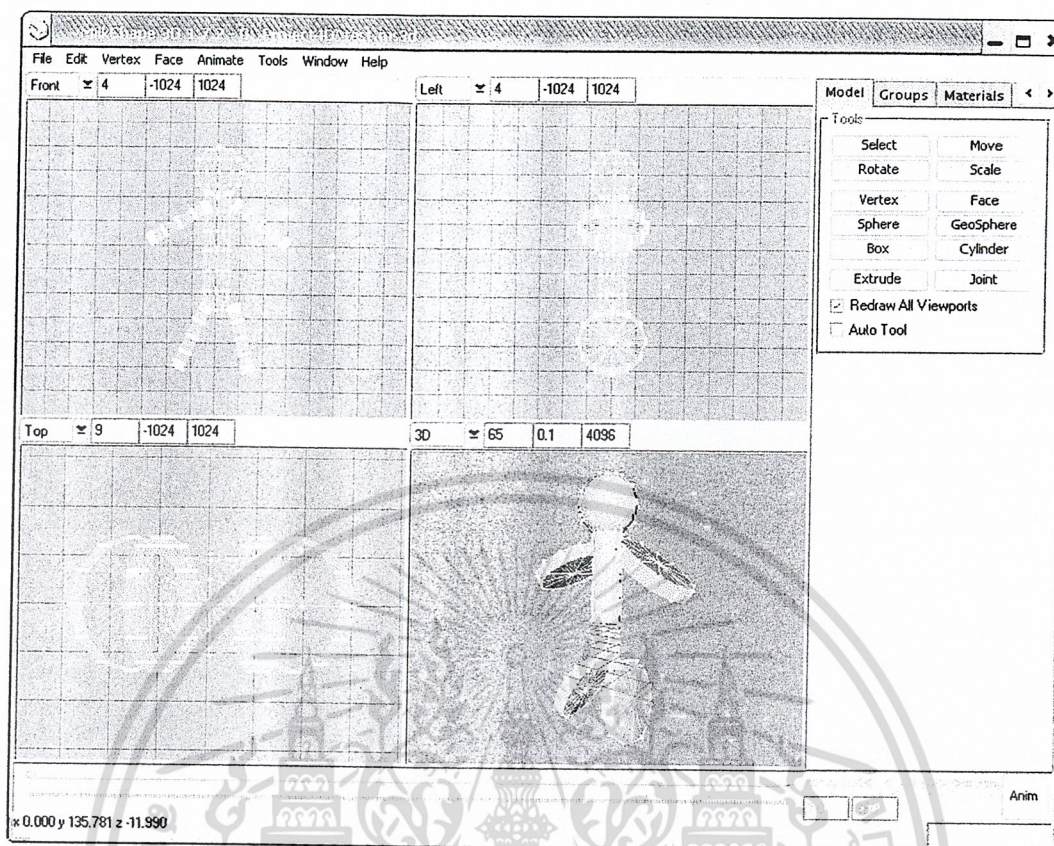 File Edit Vertex Face Animate Tools Window Help
Front 4 -1024 1024
Left 4 -1024 1024
Model Groups Materials
Tools
Select Move
Rotate Scale
Vertex Face
Sphere GeoSphere
Box Cylinder
Extrude Joint
Redraw All Viewports
Auto Tool
Top 9 -1024 1024
3D 65 0.1 4096
Anim
x 0.000 y 135.781 z -11.990